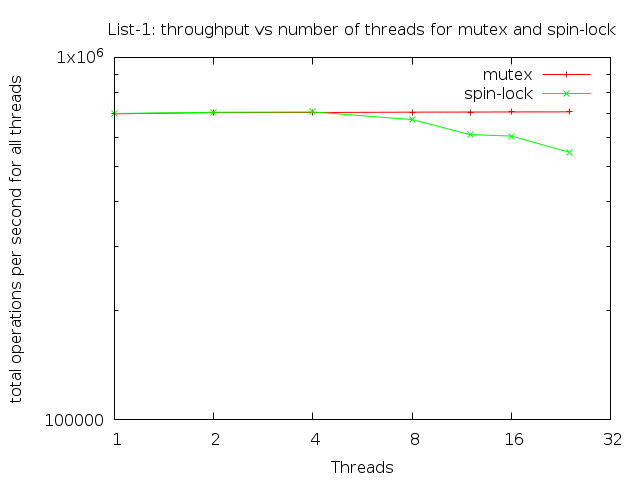 List-1: throughput vs number of threads for mutex and spin-lock
1x10^6
mutex
spin-lock
total operations per second for all threads
100000
1 2 4 8 16 32
Threads